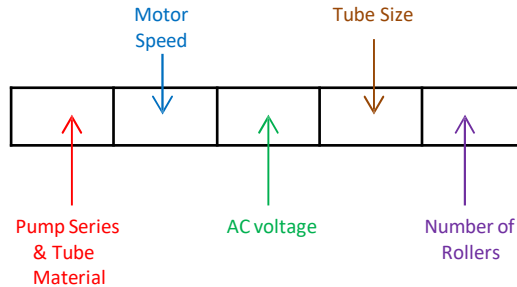 Motor
Speed
Tube Size
Pump Series
& Tube
Material
AC voltage
Number of
Rollers